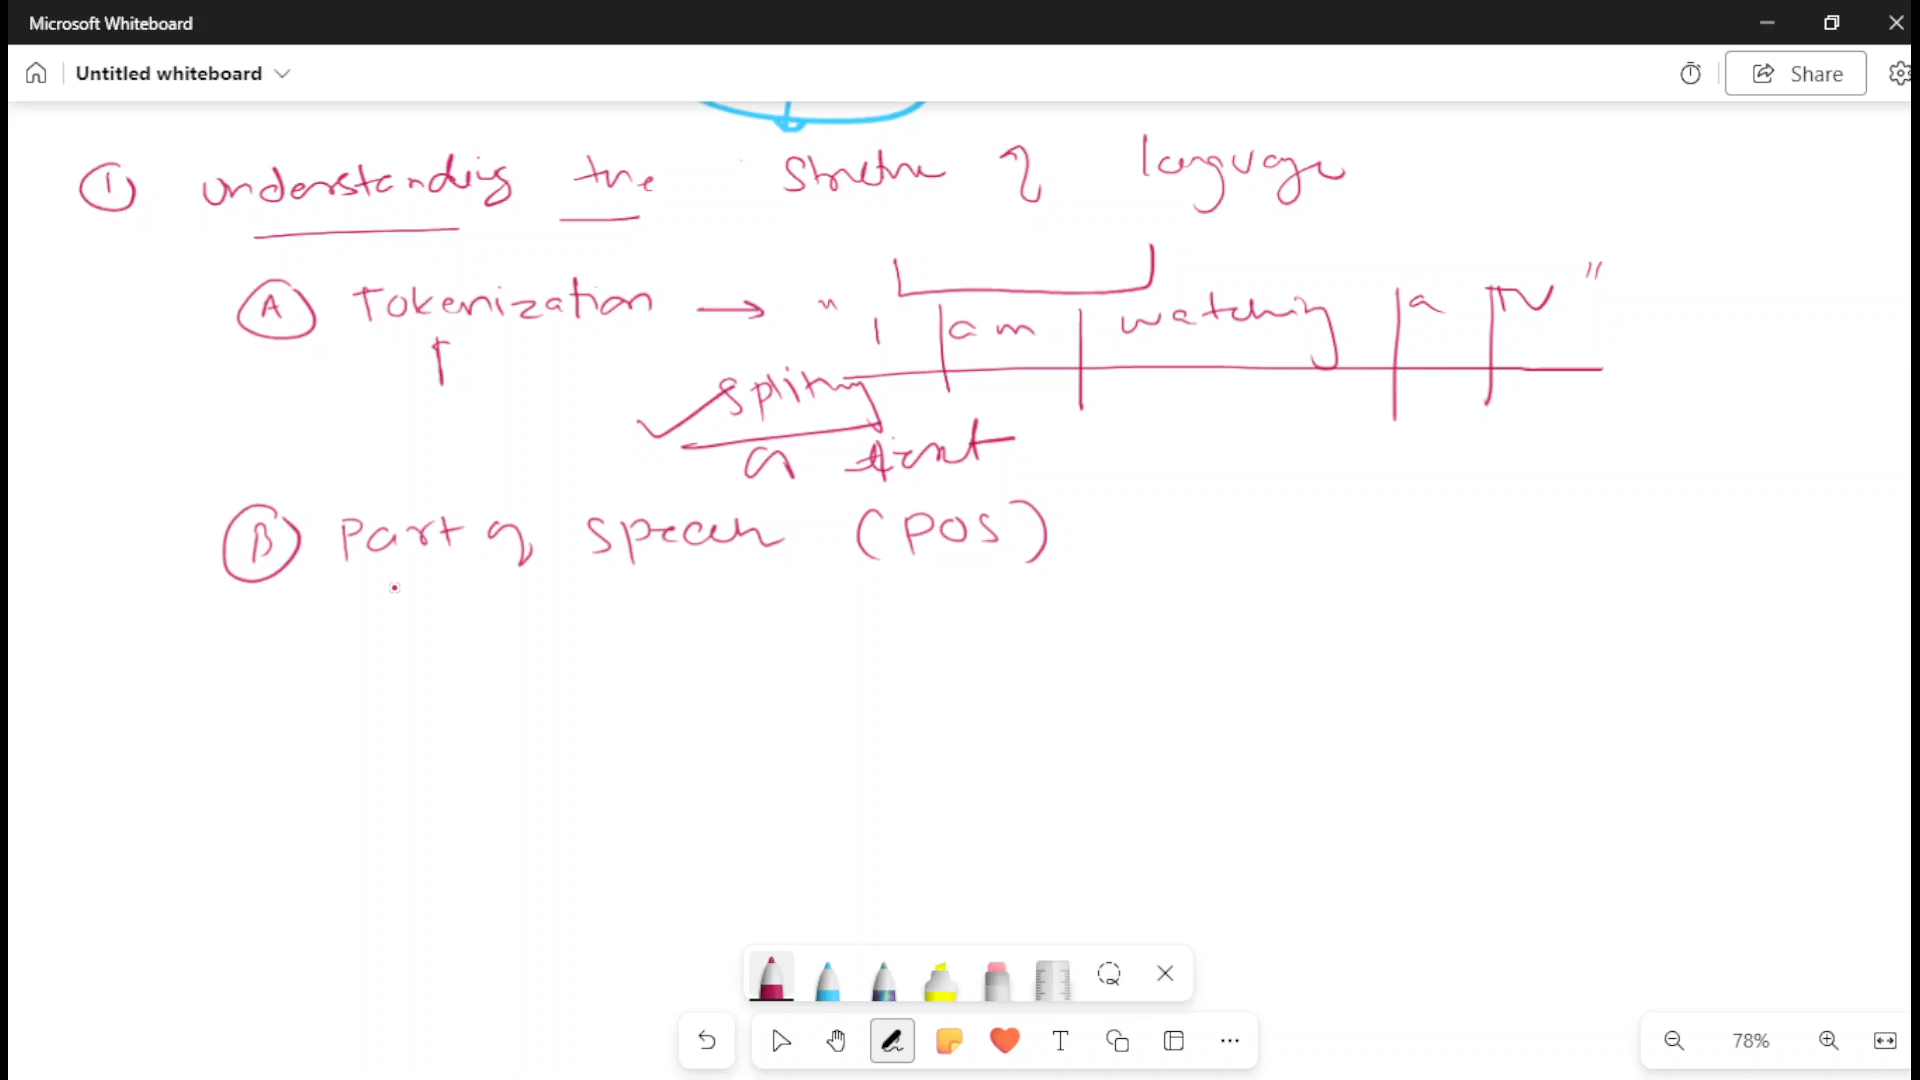 Microsoft Whiteboard
Untitled whiteboard
Share
① understanding the structure of language
Ⓐ Tokenization → " I | am | watching | a | TV "
spliting
a text
Ⓑ Part of speech (POS)
T
78%